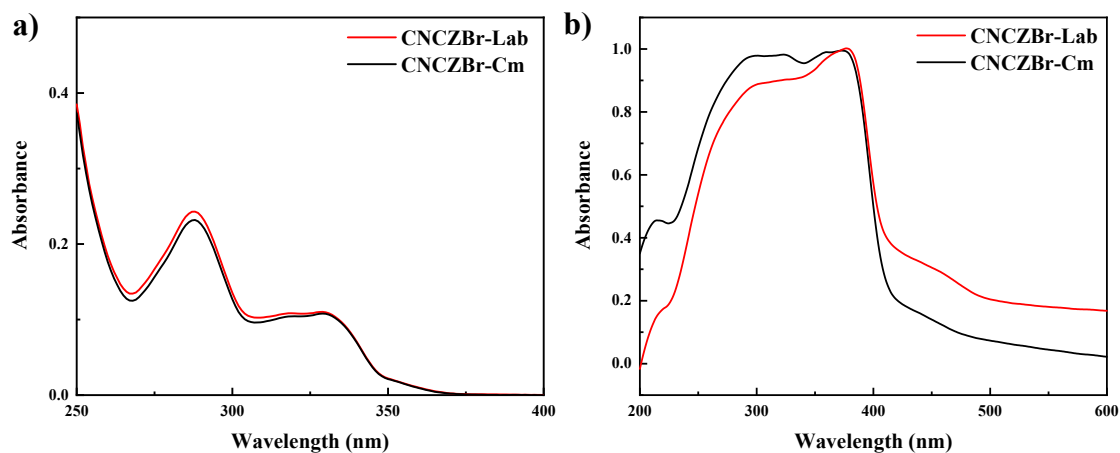 a)
CNCZBr-Lab
CNCZBr-Cm
0.4
0.2
0.0
250
300
350
400
Absorbance
Wavelength (nm)
b)
CNCZBr-Lab
CNCZBr-Cm
1.0
0.8
0.6
0.4
0.2
0.0
200
300
400
500
600
Absorbance
Wavelength (nm)